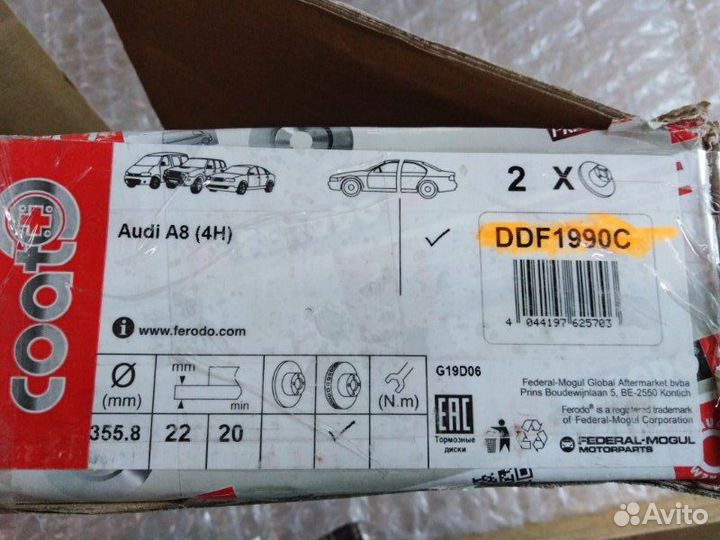 coat
2 X
Audi A8 (4H)
DDF1990C
4 044197 625703
www.ferodo.com
Ø
(mm)
mm
min
(N.m)
355.8
22
20
G19D06
EAC
Тормозные
диски
Federal-Mogul Global Aftermarket bvba
Prins Boudewijnlaan 5, BE-2550 Kontich
Ferodo® is a registered trademark
of Federal-Mogul Corporation
FEDERAL-MOGUL
MOTORPARTS
Avito